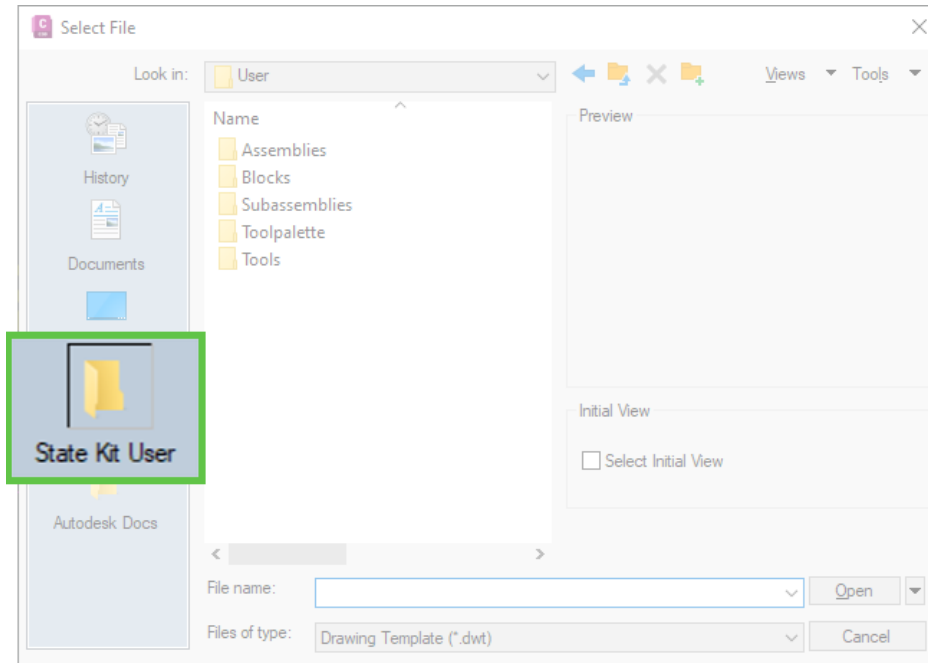 Select File
Look in:
User
Views
Tools
Name
Preview
Assemblies
Blocks
Subassemblies
Toolpalette
Tools
History
Documents
State Kit User
Autodesk Docs
Initial View
Select Initial View
File name:
Open
Files of type:
Drawing Template (*.dwt)
Cancel